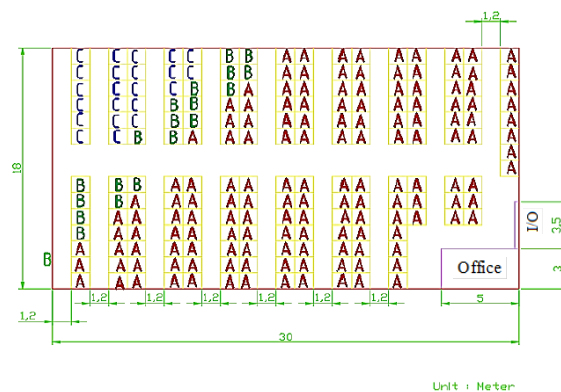 1,2
C C C C C B B A A A A A A A A A
C C C C C B B A A A A A A A A A
C C C C B B A A A A A A A A A A
C C C B B A A A A A A A A A A A
C C C B B A A A A A A A A A A A
C C B B A A A A A A A A A A A A
A
A
18
B B B A A A A A A A A A A A A
B B A A A A A A A A A A A A A
B A A A A A A A A A A A A A A
B A A A A A A A A A A A
A A A A A A A A A A A A
B A A A A A A A A A A A A
A A A A A A A A A A A A
I/O
3,5
Office
3
1,2 1,2 1,2 1,2 1,2 1,2 5
1,2
30
Unit : Meter